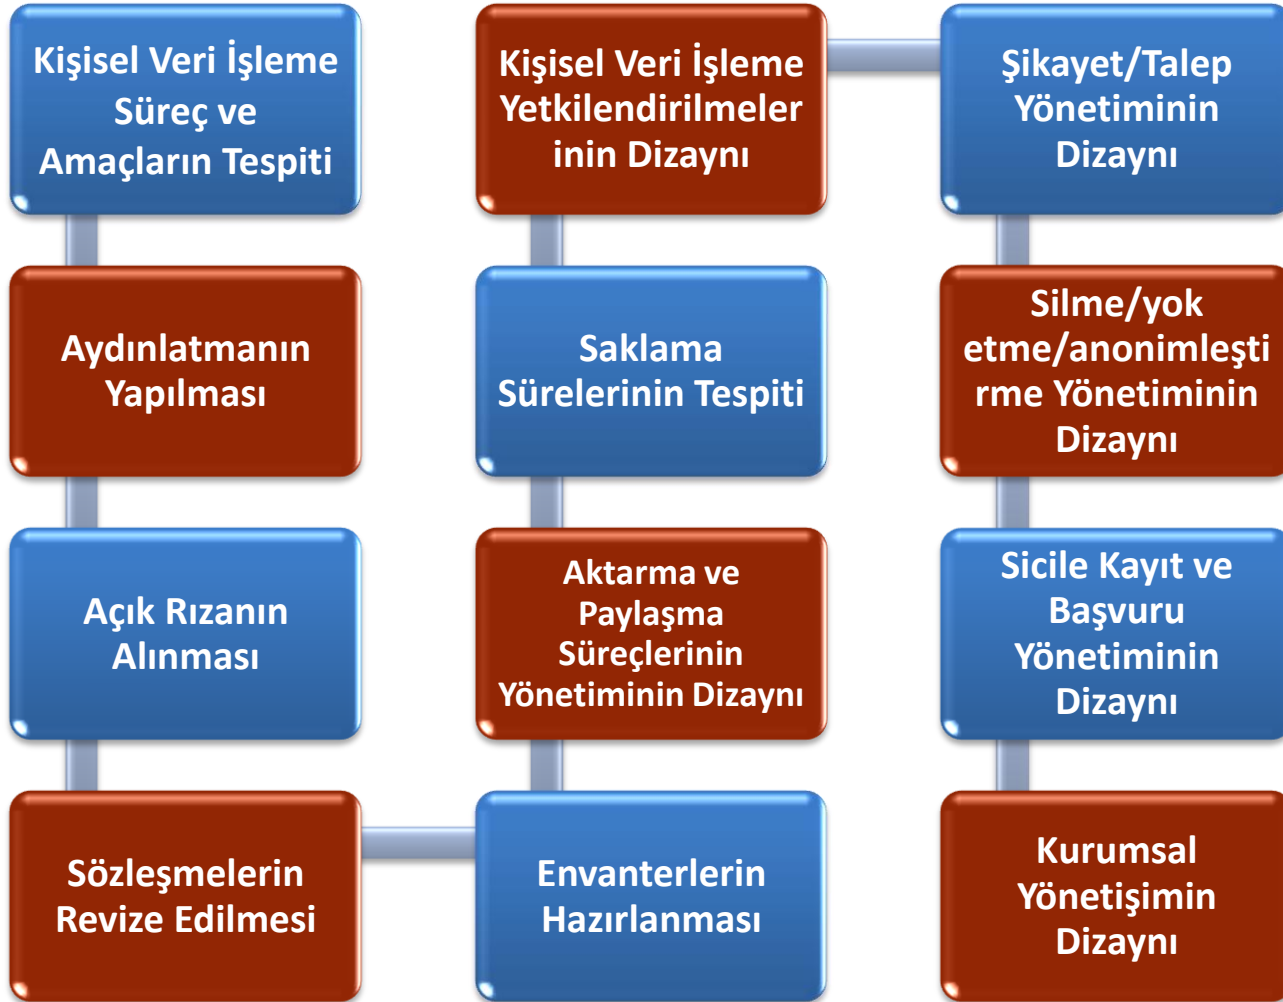 Kişisel Veri İşleme
Süreç ve
Amaçların Tespiti
Aydınlatmanın
Yapılması
Açık Rızanın
Alınması
Sözleşmelerin
Revize Edilmesi
Envanterlerin
Hazırlanması
Aktarma ve
Paylaşma
Süreçlerinin
Yönetiminin Dizaynı
Saklama
Sürelerinin Tespiti
Kişisel Veri İşleme
Yetkilendirilmeler
inin Dizaynı
Şikayet/Talep
Yönetiminin
Dizaynı
Silme/yok
etme/anonimleşti
rme Yönetiminin
Dizaynı
Sicile Kayıt ve
Başvuru
Yönetiminin
Dizaynı
Kurumsal
Yönetişimin
Dizaynı